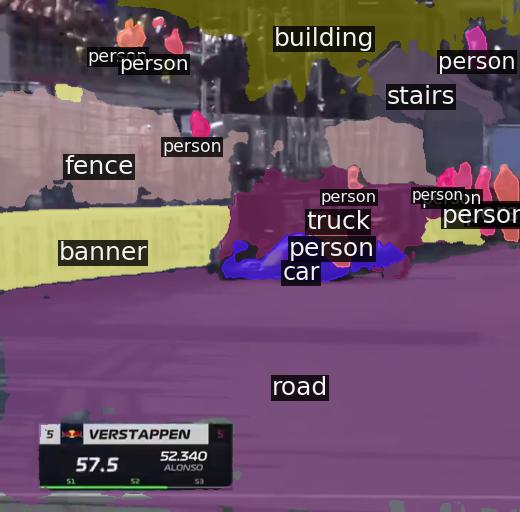 building
person
person
person
stairs
person
fence
person
person
person
truck
person
banner
car
road
5 VERSTAPPEN 5
57.5 52.340
ALONSO
S1 S2 S3